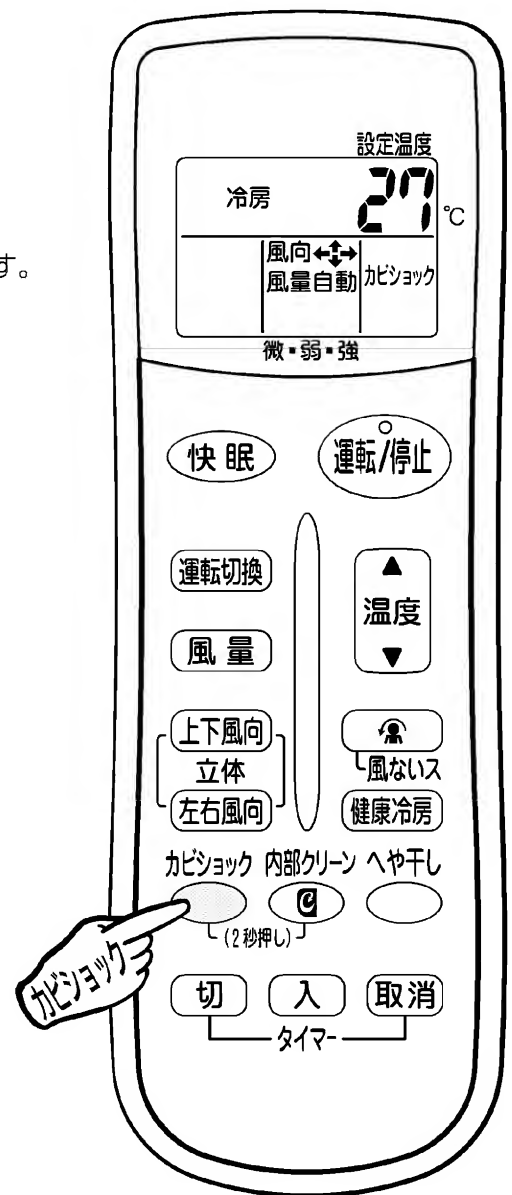 設定温度
冷房 27℃
す。
風向
風量自動 カビショック
微・弱・強
快眠 運転/停止
運転切換
温度
風量
上下風向
立体 風ないス
左右風向 健康冷房
カビショック 内部クリーン へや干し
(2秒押し)
カビショック
切 入 取消
タイマー